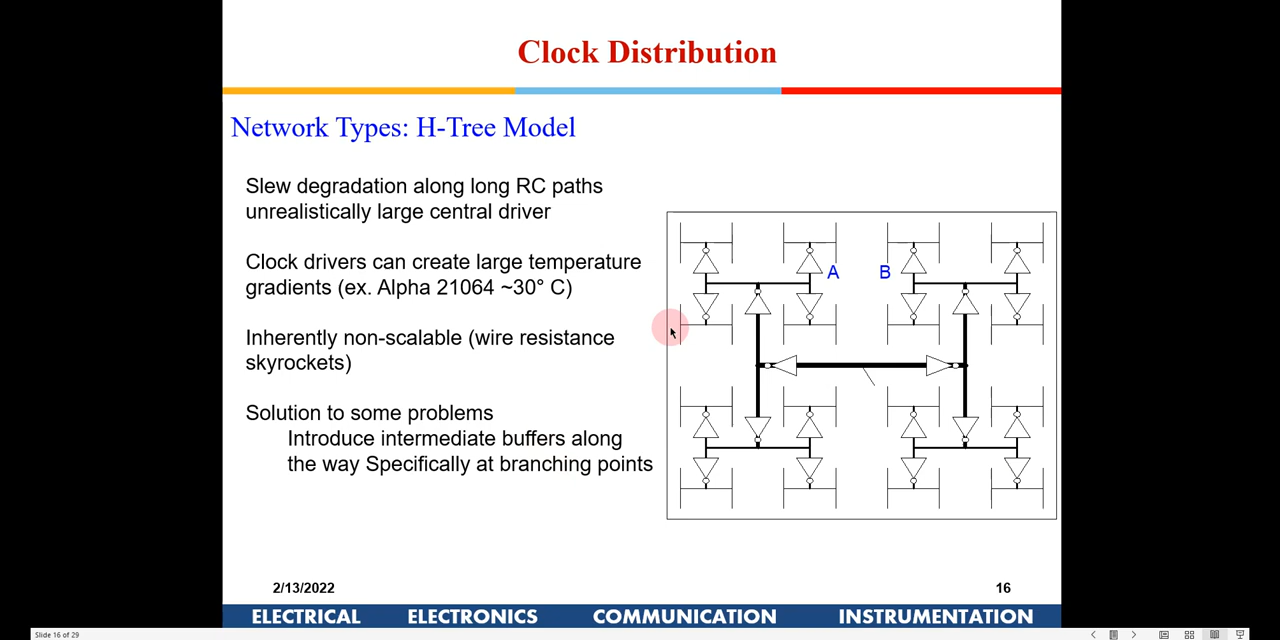 Clock Distribution
Network Types: H-Tree Model
Slew degradation along long RC paths
unrealistically large central driver
Clock drivers can create large temperature
gradients (ex. Alpha 21064 ~30° C)
Inherently non-scalable (wire resistance
skyrockets)
Solution to some problems
Introduce intermediate buffers along
the way Specifically at branching points
A
B
2/13/2022
16
ELECTRICAL ELECTRONICS COMMUNICATION INSTRUMENTATION
Slide 16 of 29